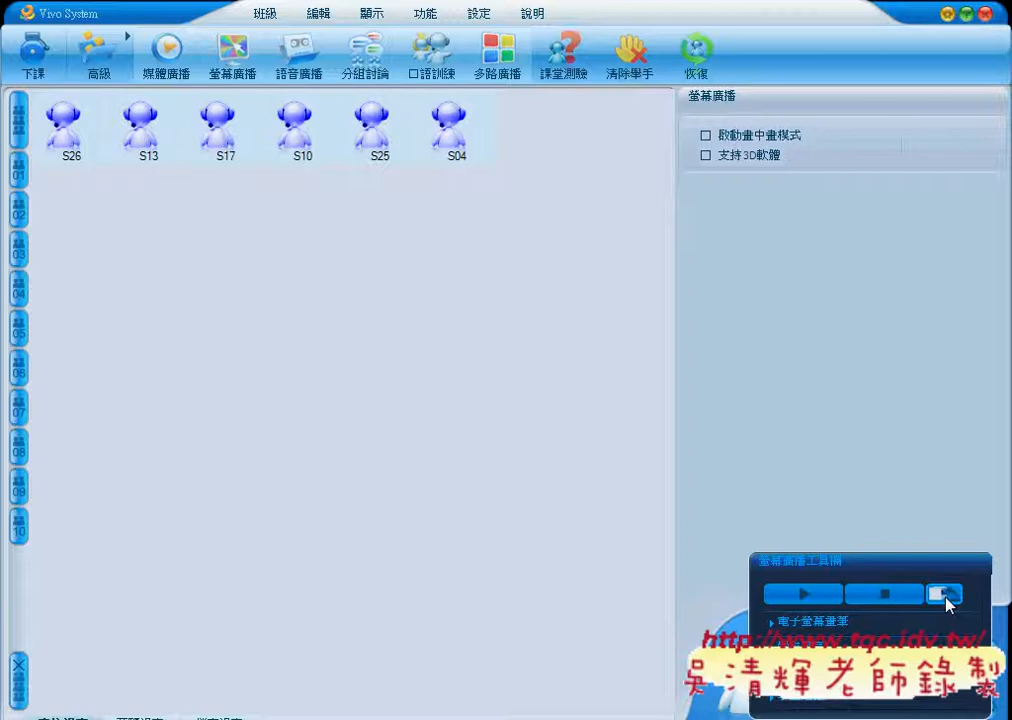 Vivo System
班級 編輯 顯示 功能 設定 說明
下課 高級 媒體廣播 螢幕廣播 語音廣播 分組討論 口語訓練 多路廣播 課堂測驗 清除舉手 恢復
螢幕廣播
啟動畫中畫模式
支持3D軟體
S26 S13 S17 S10 S25 S04
01
02
03
04
05
06
07
08
09
10
螢幕廣播工具欄
電子螢幕畫筆
http://www.tqc.idv.tw/
吳清輝老師錄製